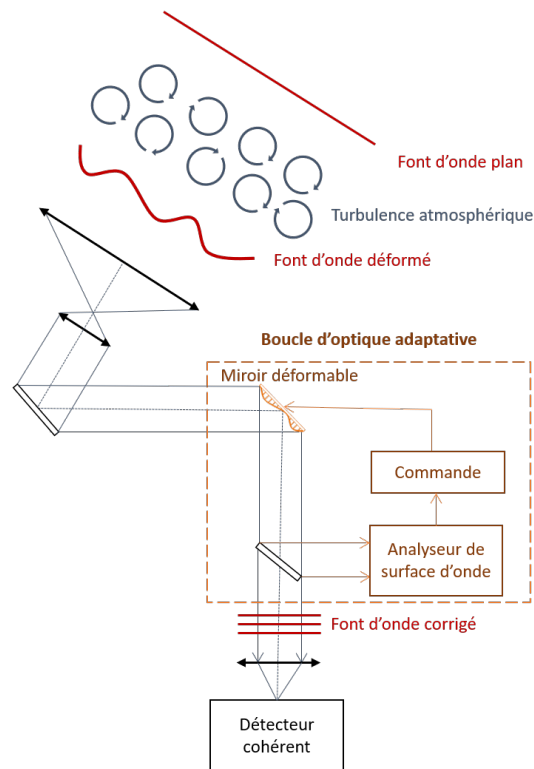 Font d'onde plan
Turbulence atmosphérique
Font d'onde déformé
Boucle d'optique adaptative
Miroir déformable
Commande
Analyseur de
surface d'onde
Font d'onde corrigé
Détecteur
cohérent